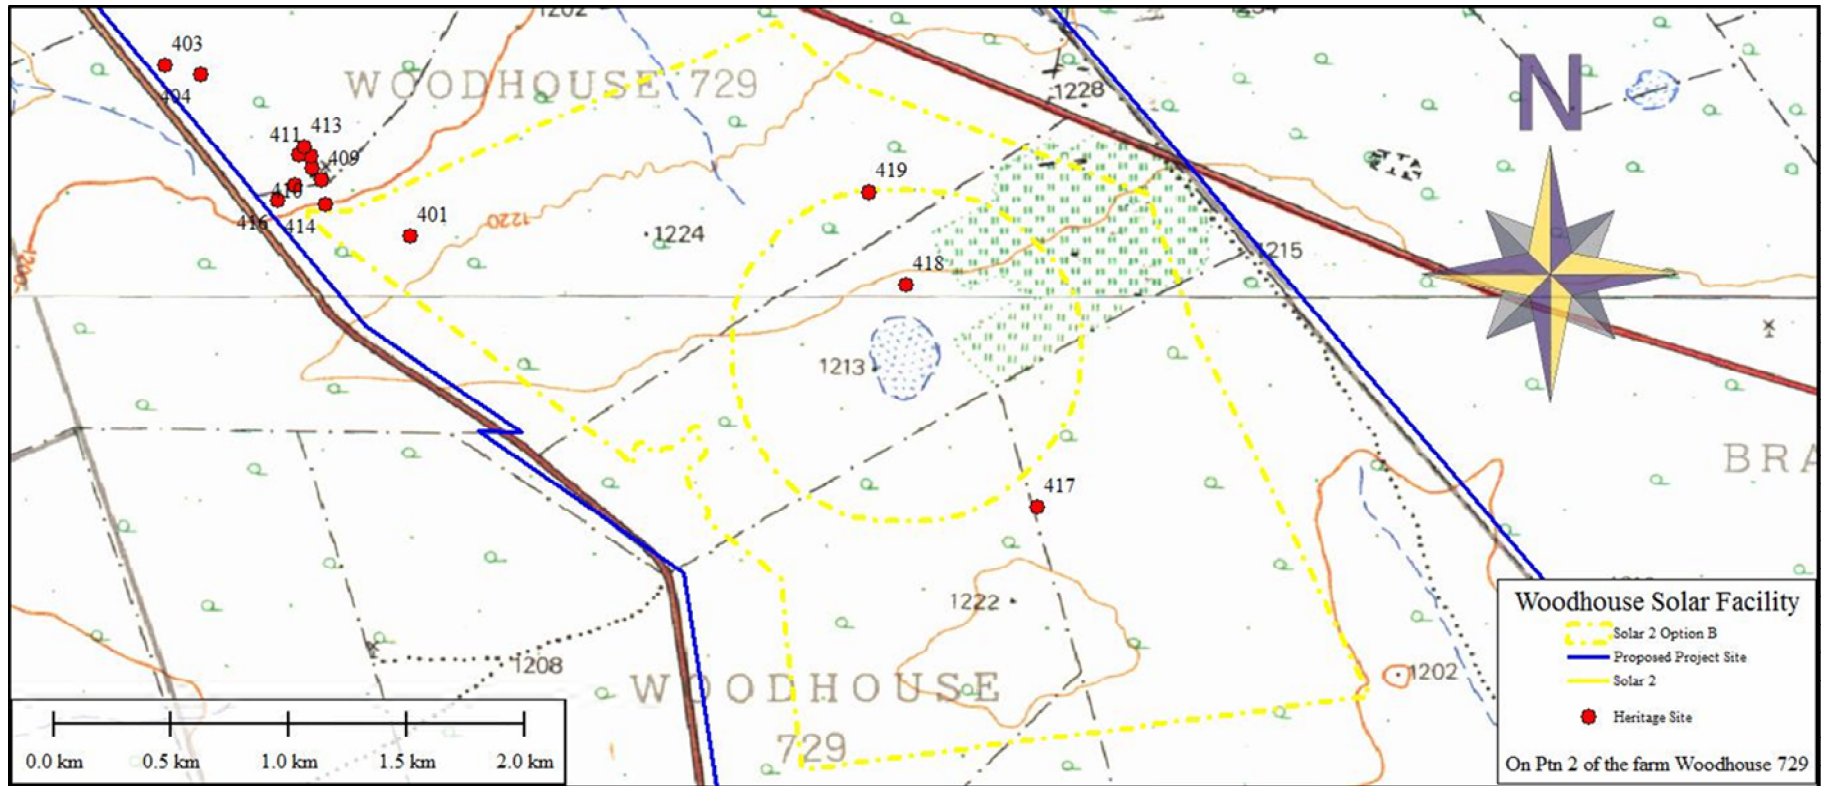 1202
403
WOODHOUSE 729
N
1228
404
413
411
409
419
410
401
1220
416
414
1224
418
1215
1200
1213
BRA
417
1222
1208
1202
WOODHOUSE
729
0.0 km 0.5 km 1.0 km 1.5 km 2.0 km
Woodhouse Solar Facility
Solar 2 Option B
Proposed Project Site
Solar 2
Heritage Site
On Ptn 2 of the farm Woodhouse 729